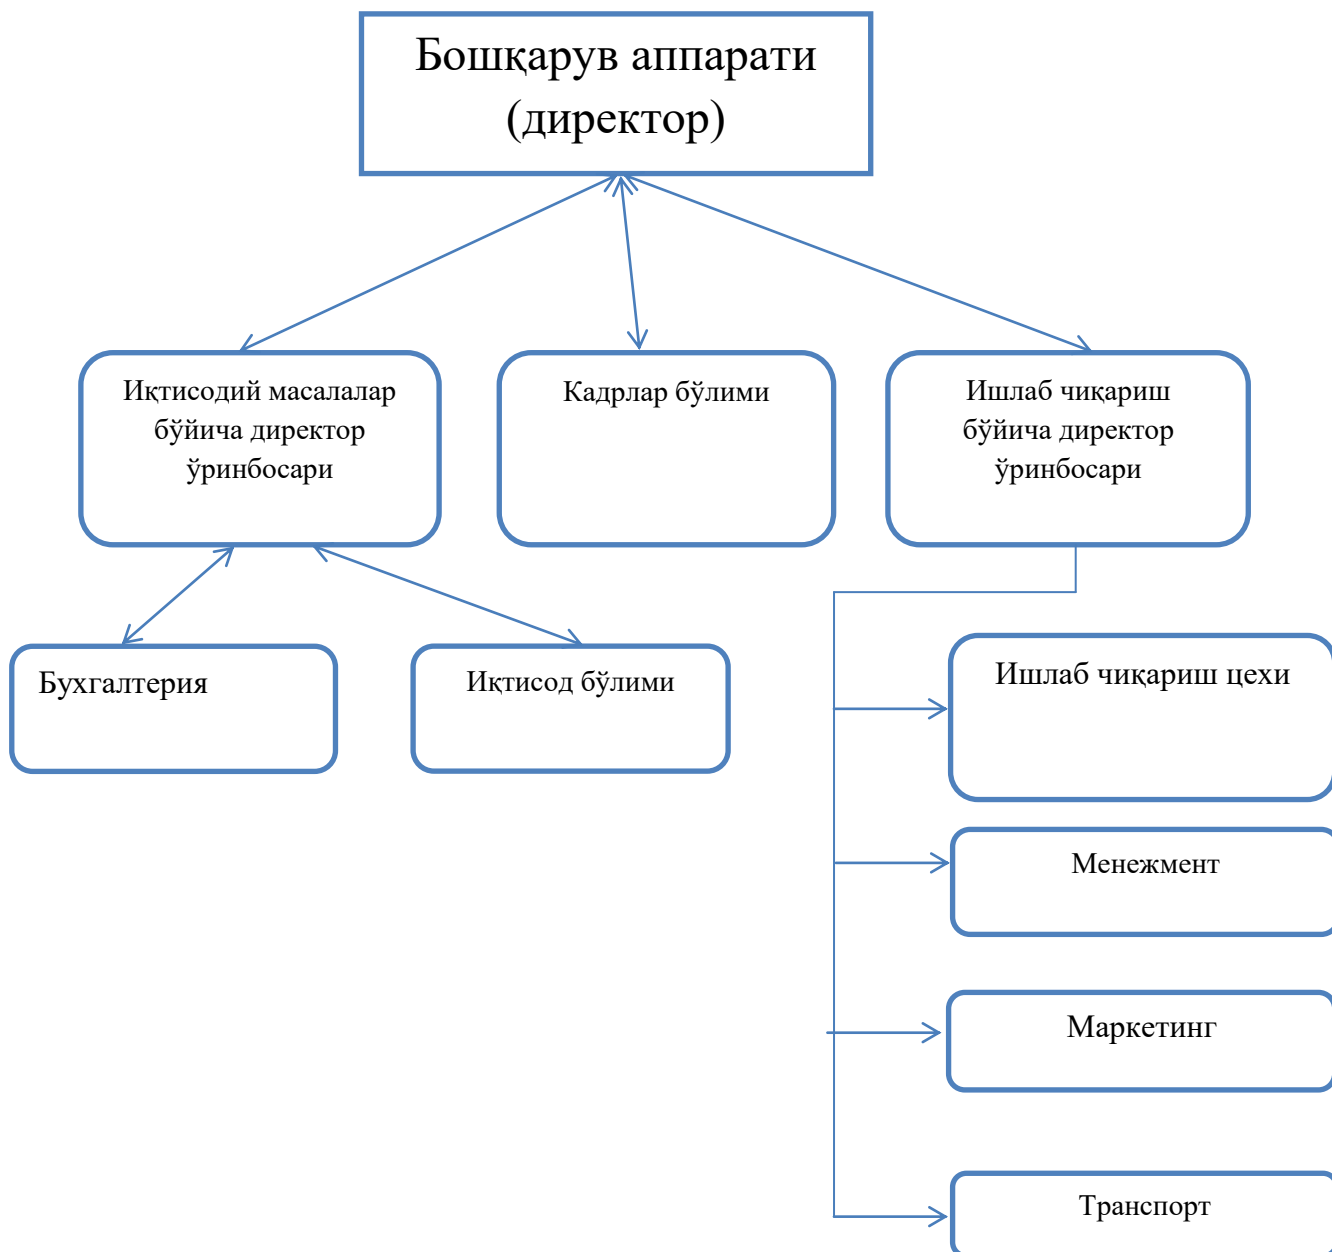 Бошқарув аппарати
(директор)
Иқтисодий масалалар
бўйича директор
ўринбосари
Кадрлар бўлими
Ишлаб чиқариш
бўйича директор
ўринбосари
Бухгалтерия
Иқтисод бўлими
Ишлаб чиқариш цехи
Менежмент
Маркетинг
Транспорт